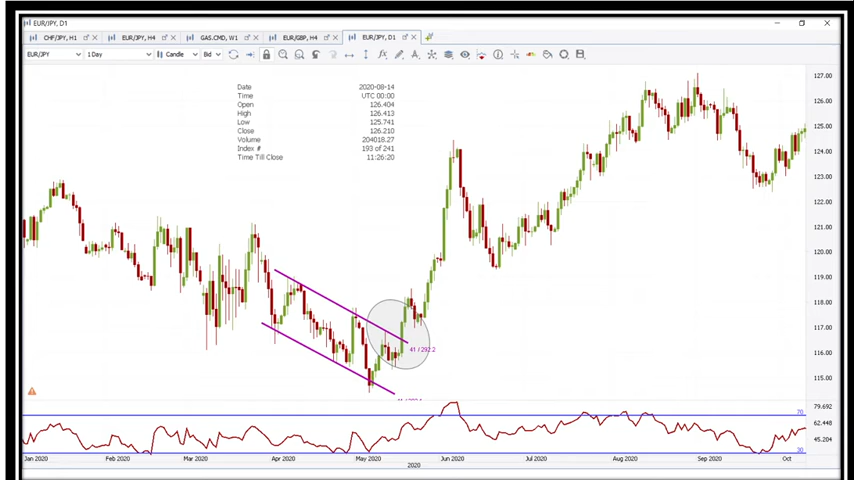 EUR/JPY, D1
CHF/JPY, H1
EUR/JPY, H4
GAS.CMD, W1
EUR/GBP, H4
EUR/JPY, D1
EUR/JPY
1 Day
Candle
Bid
Date 2020-08-14
Time UTC 00:00
Open 126.404
High 126.413
Low 125.741
Close 126.210
Volume 204018.27
Index # 193 of 241
Time Till Close 11:26:20
127.00
126.00
125.00
124.00
123.00
122.00
121.00
120.00
119.00
118.00
117.00
116.00
115.00
41 / 292.2
70
79.692
62.448
45.204
30
Jan 2020 Feb 2020 Mar 2020 Apr 2020 May 2020 Jun 2020 Jul 2020 Aug 2020 Sep 2020 Oct
2020